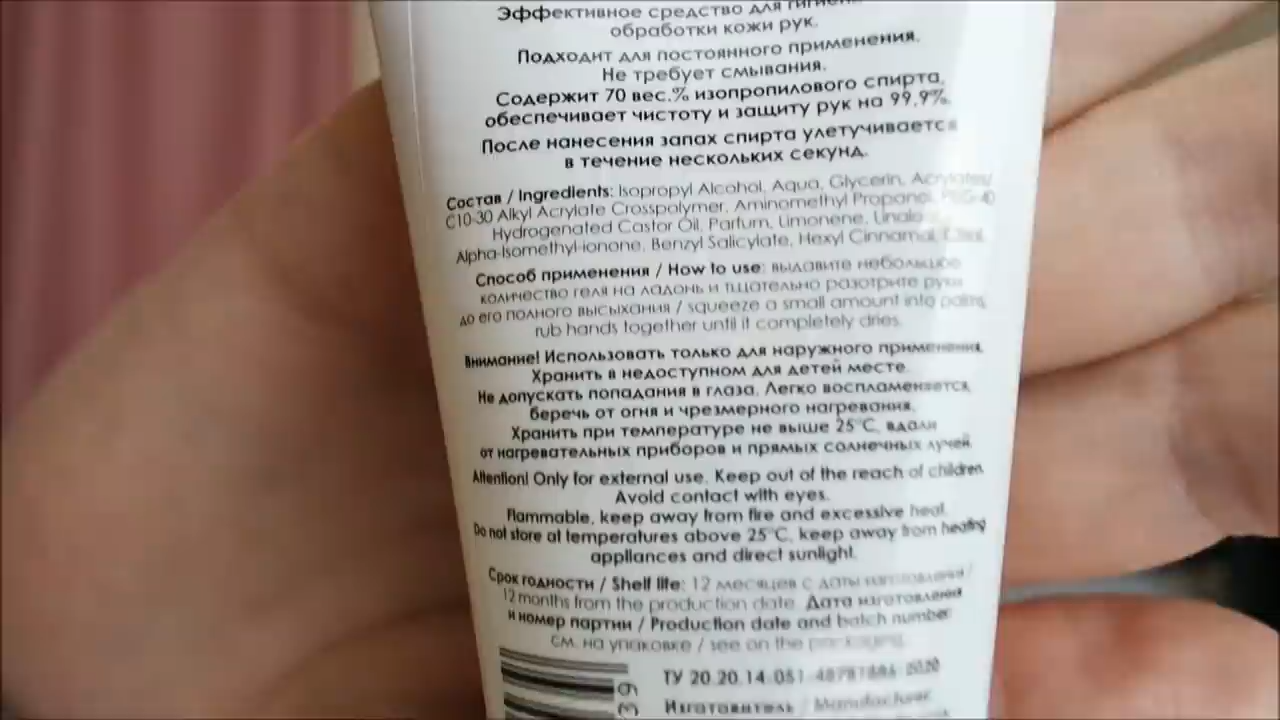 Эффективное средство для
обработки кожи рук.
Подходит для постоянного применения.
Не требует смывания.
Содержит 70 вес.% изопропилового спирта,
обеспечивает чистоту и защиту рук на 99,9%.
После нанесения запах спирта улетучивается
в течение нескольких секунд.
Состав / Ingredients: Isopropyl Alcohol, Aqua, Glycerin, Acrylates/
C10-30 Alkyl Acrylate Crosspolymer, Aminomethyl Propanol,
Hydrogenated Castor Oil, Parfum, Limonene,
Alpha-Isomethyl-ionone, Benzyl Salicylate, Hexyl Cinnamal,
Способ применения / How to use: выдавите небольшое
количество геля на ладонь и тщательно разотрите руки
до его полного высыхания / squeeze a small amount into palms,
rub hands together until it completely dries.
Внимание! Использовать только для наружного применения.
Хранить в недоступном для детей месте.
Не допускать попадания в глаза. Легко воспламеняется,
беречь от огня и чрезмерного нагревания.
Хранить при температуре не выше 25°С, вдали
от нагревательных приборов и прямых солнечных лучей.
Attention! Only for external use. Keep out of the reach of children.
Avoid contact with eyes.
Flammable, keep away from fire and excessive heat.
Do not store at temperatures above 25°C, keep away from heating
appliances and direct sunlight.
Срок годности / Shelf life: 12 месяцев с даты изготовления /
12 months from the production date. Дата изготовления
и номер партии / Production date and batch number
см. на упаковке / see on the packaging.
ТУ 20.20.14-051-
Изготовитель / Manufacturer